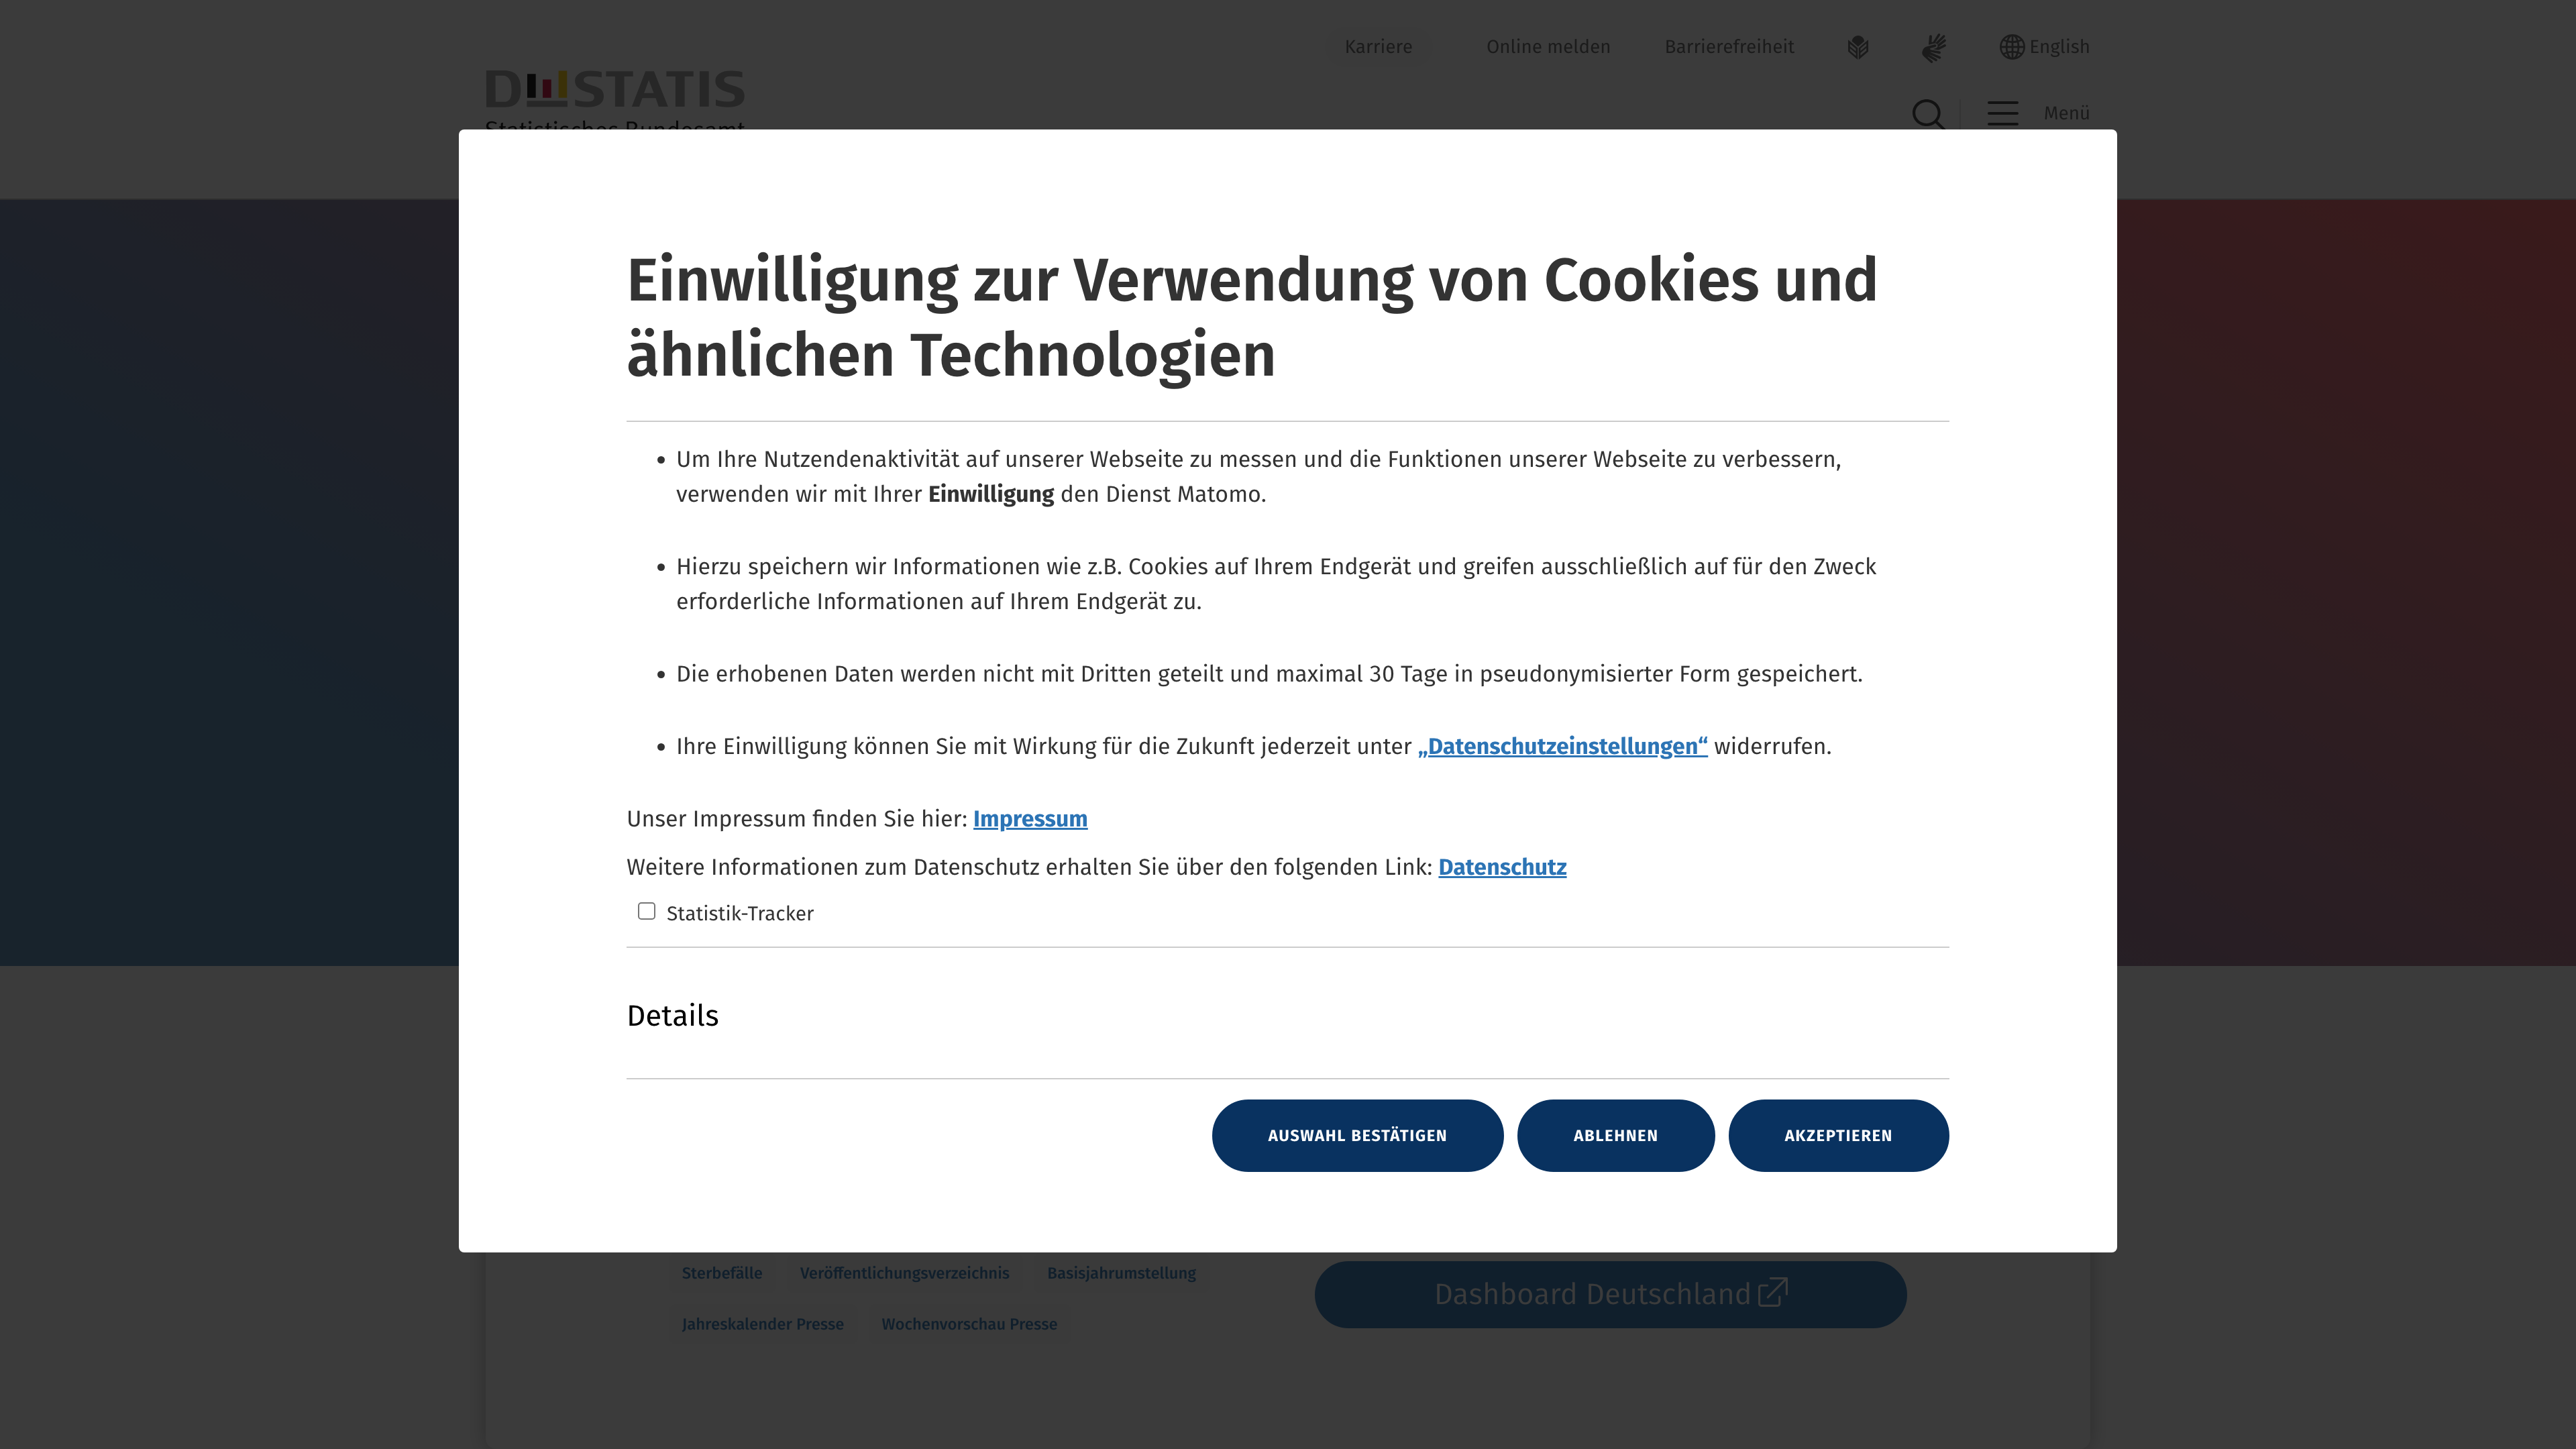 Karriere
Online melden
Barrierefreiheit
English
DESTATIS
Statistisches Bundesamt
Menü
Einwilligung zur Verwendung von Cookies und
ähnlichen Technologien
• Um Ihre Nutzendenaktivität auf unserer Webseite zu messen und die Funktionen unserer Webseite zu verbessern,
verwenden wir mit Ihrer Einwilligung den Dienst Matomo.
• Hierzu speichern wir Informationen wie z.B. Cookies auf Ihrem Endgerät und greifen ausschließlich auf für den Zweck
erforderliche Informationen auf Ihrem Endgerät zu.
• Die erhobenen Daten werden nicht mit Dritten geteilt und maximal 30 Tage in pseudonymisierter Form gespeichert.
• Ihre Einwilligung können Sie mit Wirkung für die Zukunft jederzeit unter „Datenschutzeinstellungen“ widerrufen.
Unser Impressum finden Sie hier: Impressum
Weitere Informationen zum Datenschutz erhalten Sie über den folgenden Link: Datenschutz
Statistik-Tracker
Details
AUSWAHL BESTÄTIGEN
ABLEHNEN
AKZEPTIEREN
Sterbefälle
Veröffentlichungsverzeichnis
Basisjahrumstellung
Dashboard Deutschland
Jahreskalender Presse
Wochenvorschau Presse